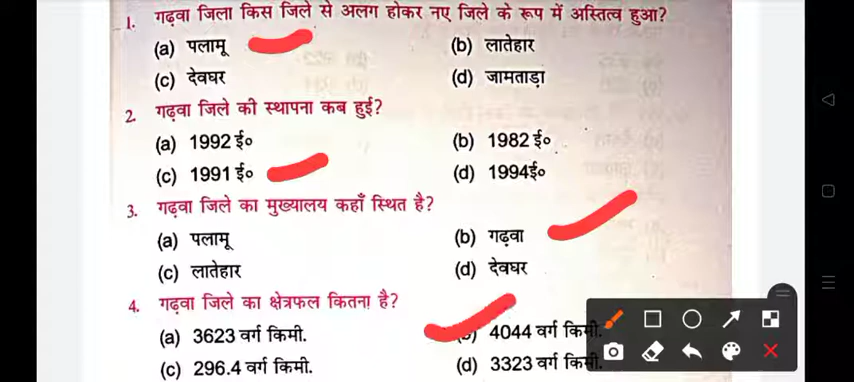 1. गढ़वा जिला किस जिले से अलग होकर नए जिले के रूप में अस्तित्व हुआ?
(a) पलामू (b) लातेहार
(c) देवघर (d) जामताड़ा
2. गढ़वा जिले की स्थापना कब हुई?
(a) 1992 ई० (b) 1982 ई०
(c) 1991 ई० (d) 1994ई०
3. गढ़वा जिले का मुख्यालय कहाँ स्थित है?
(a) पलामू (b) गढ़वा
(c) लातेहार (d) देवघर
4. गढ़वा जिले का क्षेत्रफल कितना है?
(a) 3623 वर्ग किमी. 4044 वर्ग किमी.
(c) 296.4 वर्ग किमी. (d) 3323 वर्ग किमी.